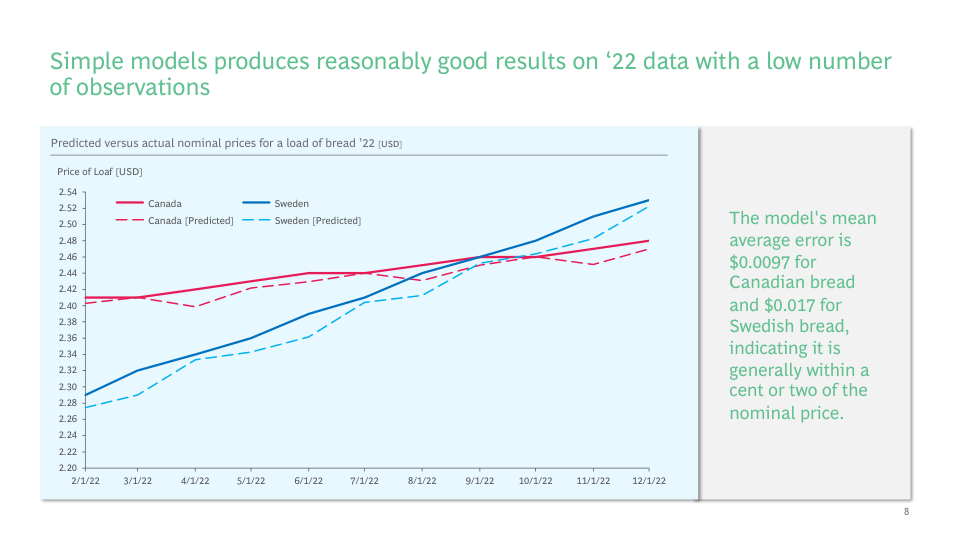 Simple models produces reasonably good results on ‘22 data with a low number
of observations
Predicted versus actual nominal prices for a load of bread ’22 [USD]
Price of Loaf [USD]
2.54
2.52
2.50
2.48
2.46
2.44
2.42
2.40
2.38
2.36
2.34
2.32
2.30
2.28
2.26
2.24
2.22
2.20
Canada
Sweden
Canada [Predicted]
Sweden [Predicted]
2/1/22
3/1/22
4/1/22
5/1/22
6/1/22
7/1/22
8/1/22
9/1/22
10/1/22
11/1/22
12/1/22
The model's mean
average error is
$0.0097 for
Canadian bread
and $0.017 for
Swedish bread,
indicating it is
generally within a
cent or two of the
nominal price.
8